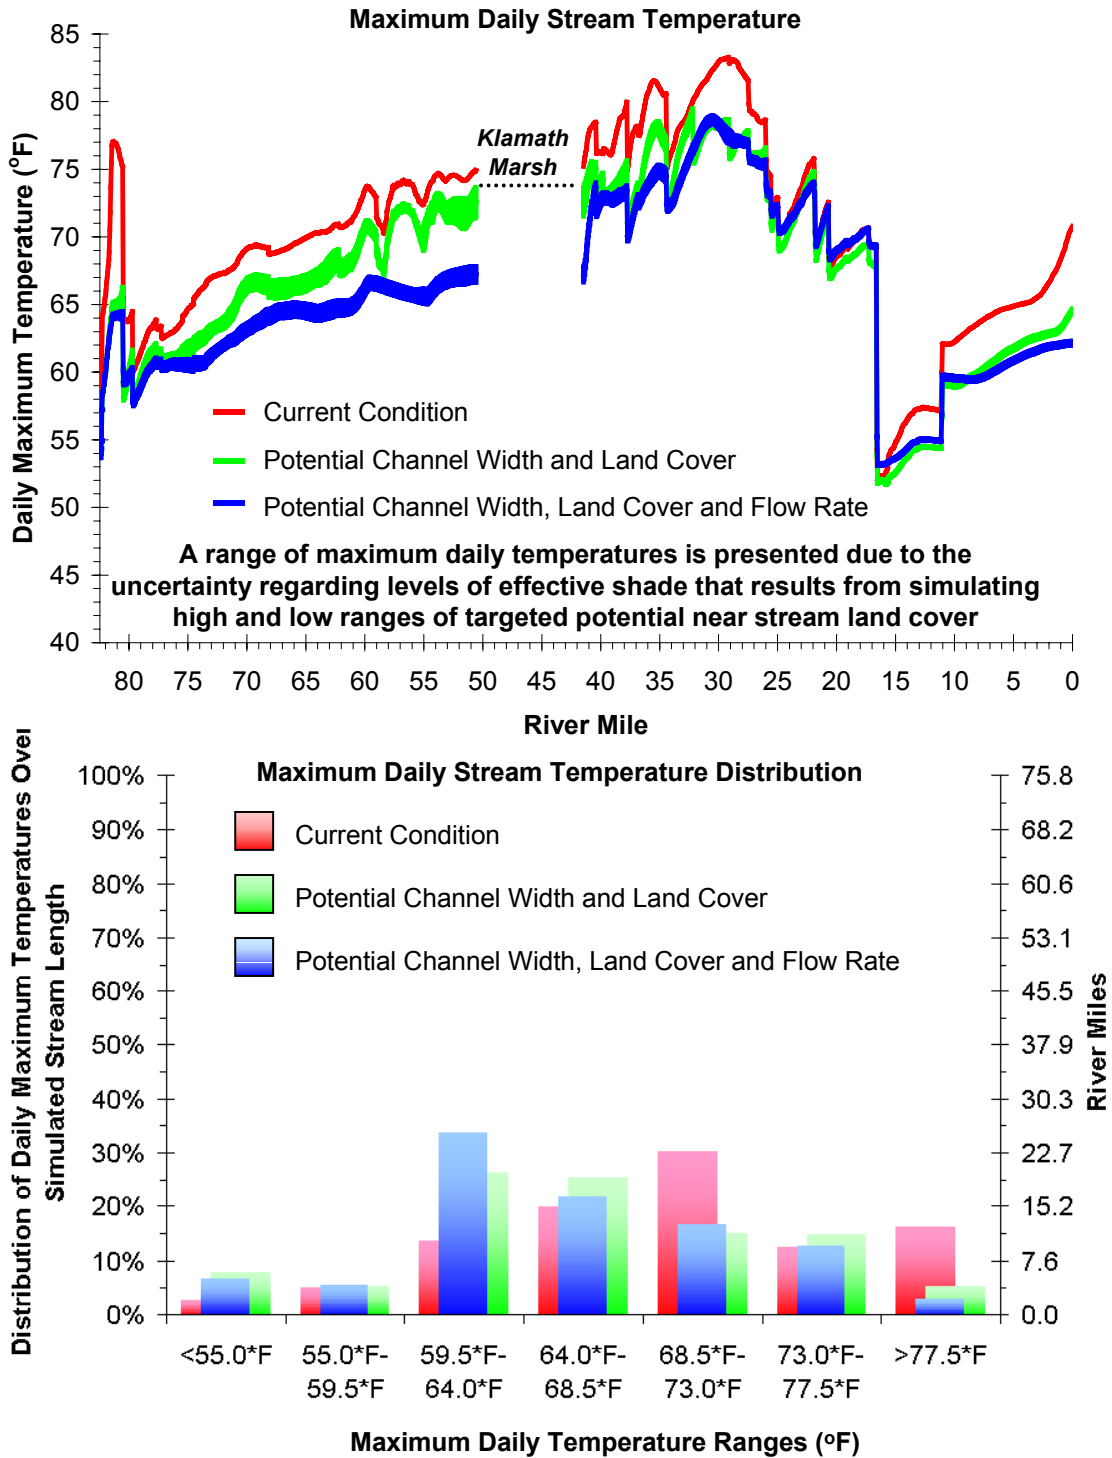 Maximum Daily Stream Temperature
Daily Maximum Temperature (°F)
85
80
75
70
65
60
55
50
45
40
Klamath
Marsh
Current Condition
Potential Channel Width and Land Cover
Potential Channel Width, Land Cover and Flow Rate
A range of maximum daily temperatures is presented due to the
uncertainty regarding levels of effective shade that results from simulating
high and low ranges of targeted potential near stream land cover
80 75 70 65 60 55 50 45 40 35 30 25 20 15 10 5 0
River Mile
Maximum Daily Stream Temperature Distribution
Distribution of Daily Maximum Temperatures Over
Simulated Stream Length
100%
90%
80%
70%
60%
50%
40%
30%
20%
10%
0%
Current Condition
Potential Channel Width and Land Cover
Potential Channel Width, Land Cover and Flow Rate
75.8
68.2
60.6
53.1
45.5
37.9
30.3
22.7
15.2
7.6
0.0
River Miles
<55.0*F 55.0*F- 59.5*F- 64.0*F- 68.5*F- 73.0*F- >77.5*F
59.5*F 64.0*F 68.5*F 73.0*F 77.5*F
Maximum Daily Temperature Ranges (°F)